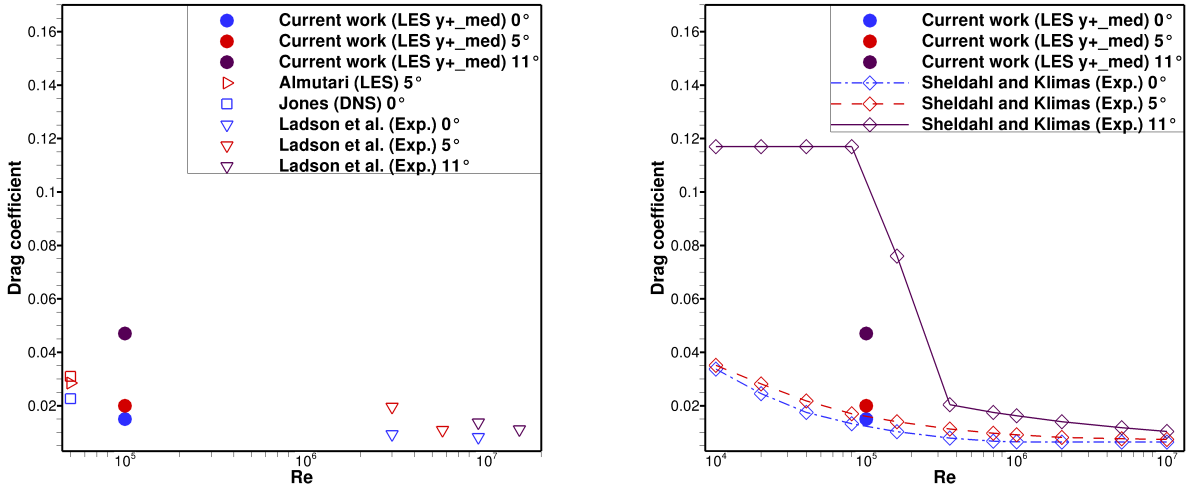 Current work (LES y+_med) 0°
Current work (LES y+_med) 5°
Current work (LES y+_med) 11°
Almutari (LES) 5°
Jones (DNS) 0°
Ladson et al. (Exp.) 0°
Ladson et al. (Exp.) 5°
Ladson et al. (Exp.) 11°
Drag coefficient
0.16
0.14
0.12
0.1
0.08
0.06
0.04
0.02
10^5
10^6
10^7
Re
Current work (LES y+_med) 0°
Current work (LES y+_med) 5°
Current work (LES y+_med) 11°
Sheldahl and Klimas (Exp.) 0°
Sheldahl and Klimas (Exp.) 5°
Sheldahl and Klimas (Exp.) 11°
Drag coefficient
0.16
0.14
0.12
0.1
0.08
0.06
0.04
0.02
10^4
10^5
10^6
10^7
Re